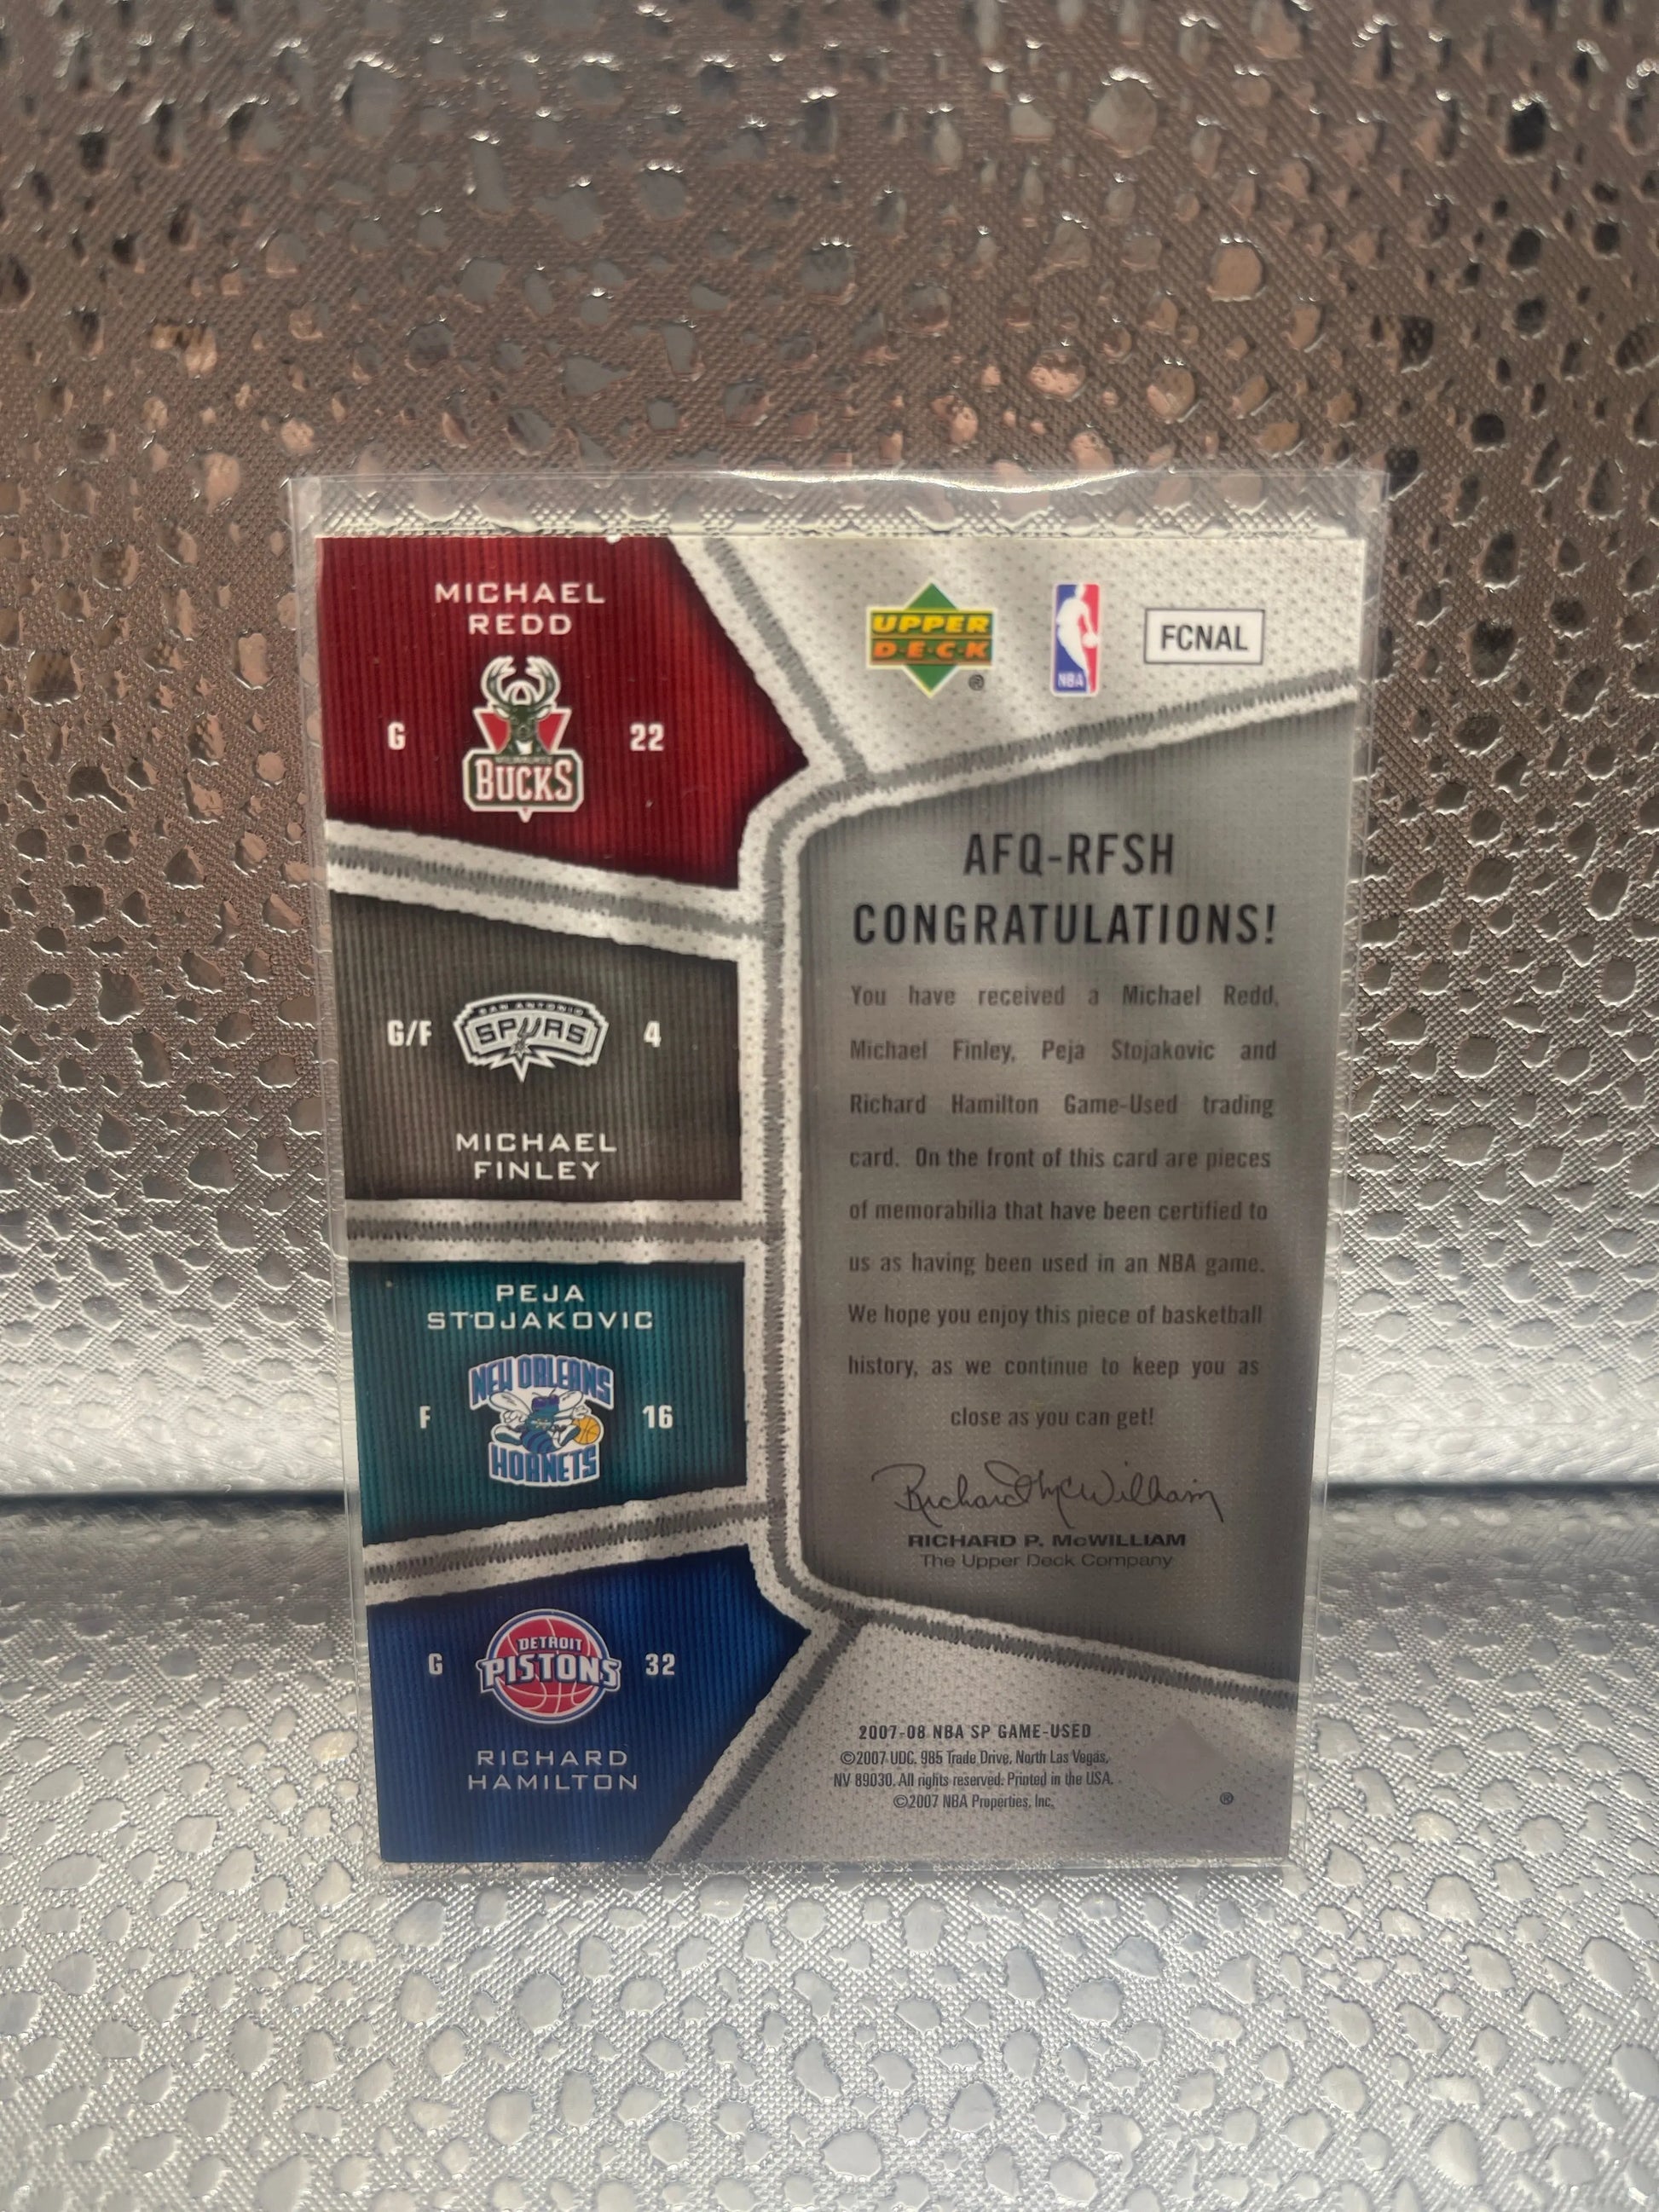 MICHAEL
REDD
G
22
MILWAUKEE
BUCKS
G/F
SAN ANTONIO
SPURS
4
MICHAEL
FINLEY
PEJA
STOJAKOVIC
F
NEW ORLEANS
HORNETS
16
G
DETROIT
PISTONS
32
RICHARD
HAMILTON
UPPER
D·E·C·K
®
NBA
FCNAL
AFQ-RFSH
CONGRATULATIONS!
You have received a Michael Redd,
Michael Finley, Peja Stojakovic and
Richard Hamilton Game-Used trading
card. On the front of this card are pieces
of memorabilia that have been certified to
us as having been used in an NBA game.
We hope you enjoy this piece of basketball
history, as we continue to keep you as
close as you can get!
Richard McWilliam
RICHARD P. McWILLIAM
The Upper Deck Company
2007-08 NBA SP GAME-USED
©2007 UDC, 985 Trade Drive, North Las Vegas,
NV 89030. All rights reserved. Printed in the USA.
©2007 NBA Properties, Inc.
®